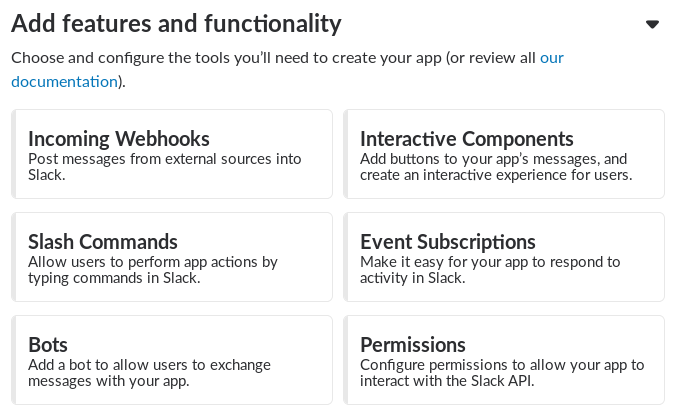 Add features and functionality
Choose and configure the tools you’ll need to create your app (or review all our
documentation).
Incoming Webhooks
Post messages from external sources into
Slack.
Interactive Components
Add buttons to your app’s messages, and
create an interactive experience for users.
Slash Commands
Allow users to perform app actions by
typing commands in Slack.
Event Subscriptions
Make it easy for your app to respond to
activity in Slack.
Bots
Add a bot to allow users to exchange
messages with your app.
Permissions
Configure permissions to allow your app to
interact with the Slack API.